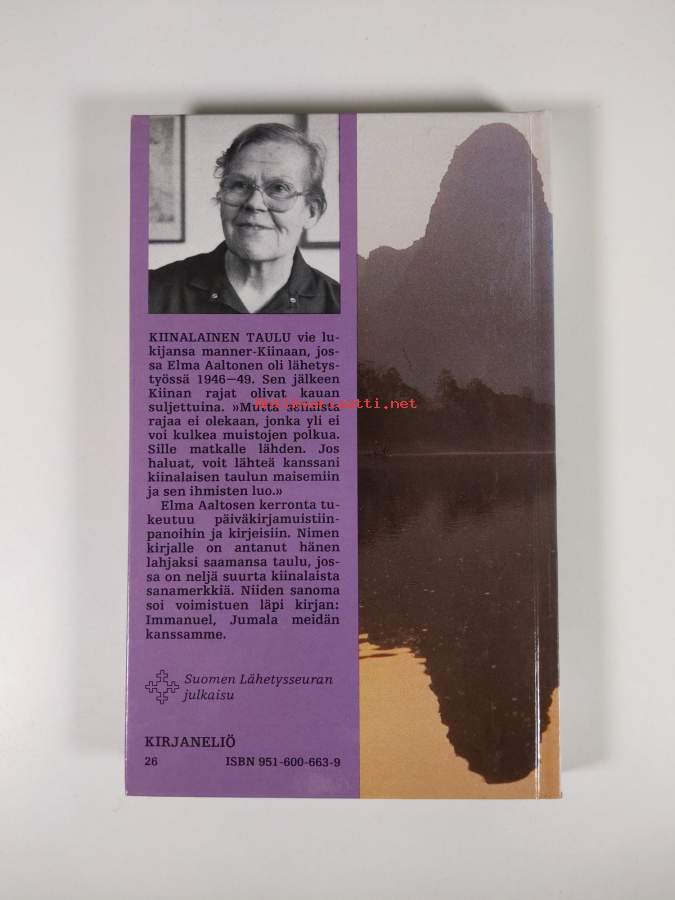 KIINALAINEN TAULU vie lu-
kijansa manner-Kiinaan, jos-
sa Elma Aaltonen oli lähetys-
työssä 1946—49. Sen jälkeen
Kiinan rajat olivat kauan
suljettuina. »Mutta sellaista
rajaa ei olekaan, jonka yli ei
voi kulkea muistojen polkua.
Sille matkalle lähden. Jos
haluat, voit lähteä kanssani
kiinalaisen taulun maisemiin
ja sen ihmisten luo.»
Elma Aaltosen kerronta tu-
keutuu päiväkirjamuistiin-
panoihin ja kirjeisiin. Nimen
kirjalle on antanut hänen
lahjaksi saamansa taulu, jos-
sa on neljä suurta kiinalaista
sanamerkkiä. Niiden sanoma
soi voimistuen läpi kirjan:
Immanuel, Jumala meidän
kanssamme.
Suomen Lähetysseuran
julkaisu
KIRJANELIÖ
26 ISBN 951-600-663-9